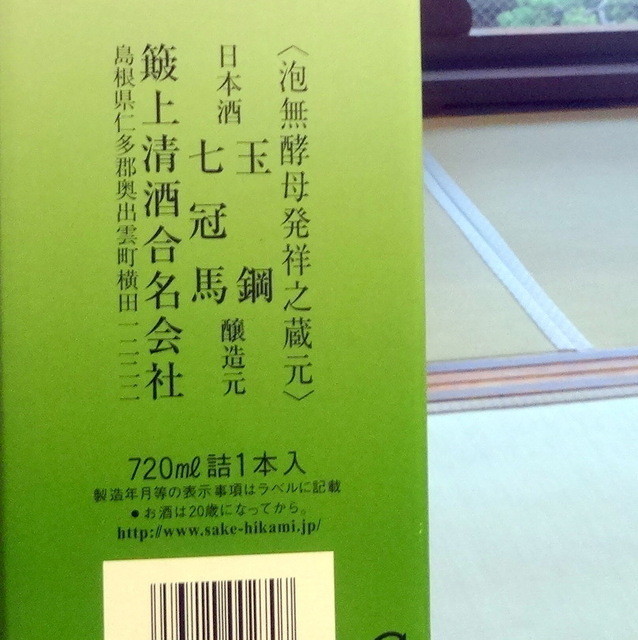 〈泡無酵母発祥之蔵元〉
日本酒
玉鋼
七冠馬
醸造元
簸上清酒合名会社
島根県仁多郡奥出雲町横田一二二二
720ml詰1本入
製造年月等の表示事項はラベルに記載
●お酒は20歳になってから。
http://www.sake-hikami.jp/